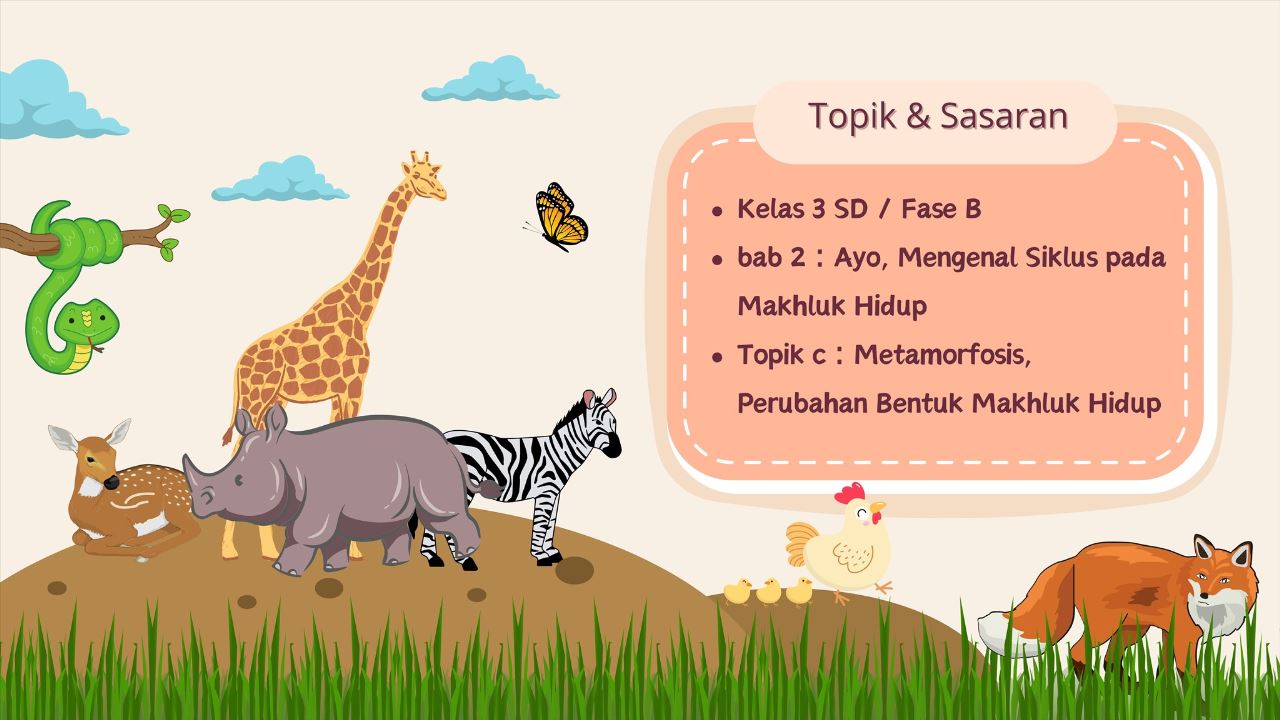 Topik & Sasaran
• Kelas 3 SD / Fase B
• bab 2 : Ayo, Mengenal Siklus pada
Makhluk Hidup
• Topik c : Metamorfosis,
Perubahan Bentuk Makhluk Hidup